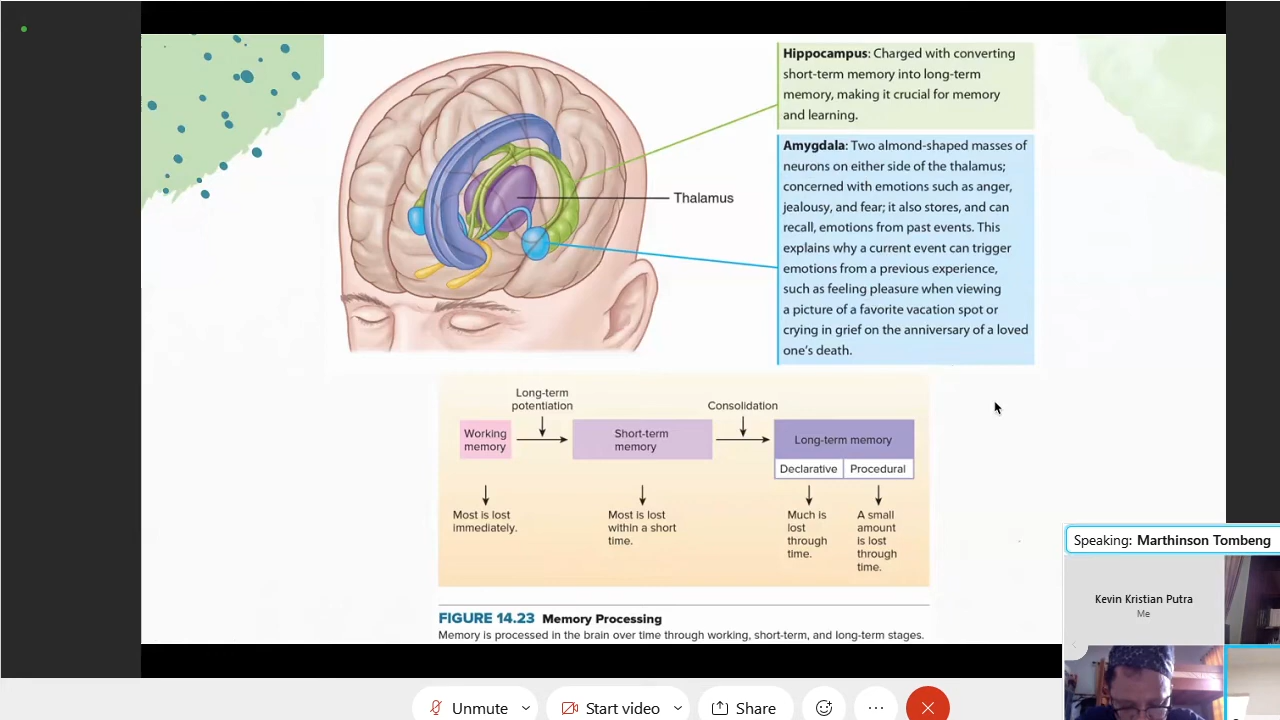 Hippocampus: Charged with converting
short-term memory into long-term
memory, making it crucial for memory
and learning.
Amygdala: Two almond-shaped masses of
neurons on either side of the thalamus;
concerned with emotions such as anger,
jealousy, and fear; it also stores, and can
recall, emotions from past events. This
explains why a current event can trigger
emotions from a previous experience,
such as feeling pleasure when viewing
a picture of a favorite vacation spot or
crying in grief on the anniversary of a loved
one's death.
Thalamus
Long-term
potentiation
Consolidation
Working
memory
Short-term
memory
Long-term memory
Declarative
Procedural
Most is lost
immediately.
Most is lost
within a short
time.
Much is
lost
through
time.
A small
amount
is lost
through
time.
FIGURE 14.23 Memory Processing
Memory is processed in the brain over time through working, short-term, and long-term stages.
Speaking: Marthinson Tombeng
Kevin Kristian Putra
Me
Unmute
Start video
Share